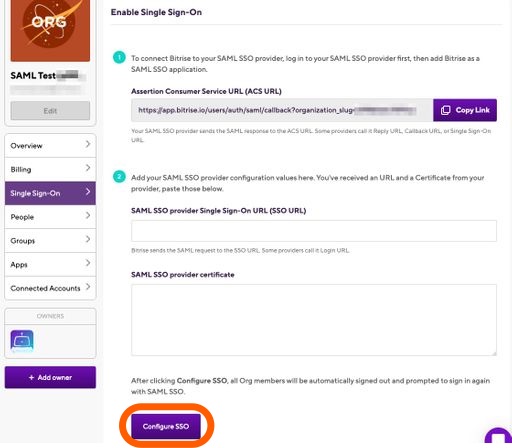 Enable Single Sign-On
ORG
SAML Test
Edit
Overview
Billing
Single Sign-On
People
Groups
Apps
Connected Accounts
OWNERS
+ Add owner
1
To connect Bitrise to your SAML SSO provider, log in to your SAML SSO provider first, then add Bitrise as a
SAML SSO application.
Assertion Consumer Service URL (ACS URL)
https://app.bitrise.io/users/auth/saml/callback?organization_slug=
Copy Link
Your SAML SSO provider sends the SAML response to the ACS URL. Some providers call it Reply URL, Callback URL, or Single Sign-On
URL.
2
Add your SAML SSO provider configuration values here. You've received an URL and a Certificate from your
provider, paste those below.
SAML SSO provider Single Sign-On URL (SSO URL)
Bitrise sends the SAML request to the SSO URL. Some providers call it Login URL.
SAML SSO provider certificate
After clicking Configure SSO, all Org members will be automatically signed out and prompted to sign in again
with SAML SSO.
Configure SSO